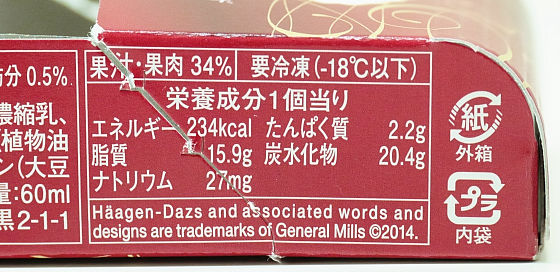 肪分 0.5%
濃縮乳、
植物油
ン(大豆
量:60ml
黒2-1-1
果汁・果肉 34% 要冷凍(-18℃以下)
栄養成分1個当り
エネルギー 234kcal たんぱく質 2.2g
脂質 15.9g 炭水化物 20.4g
ナトリウム 27mg
Häagen-Dazs and associated words and
designs are trademarks of General Mills ©2014.
紙
外箱
プラ
内袋